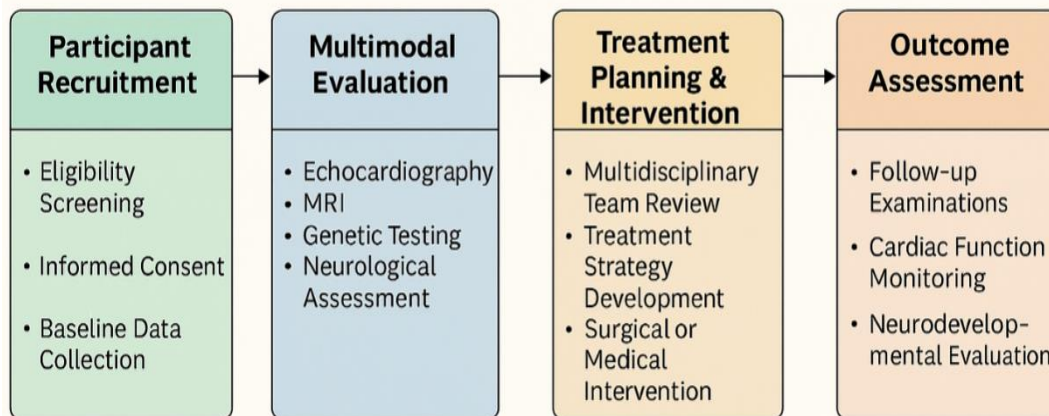 Participant
Recruitment
• Eligibility
Screening
• Informed Consent
• Baseline Data
Collection
Multimodal
Evaluation
• Echocardiography
• MRI
• Genetic Testing
• Neurological
Assessment
Treatment
Planning &
Intervention
• Multidisciplinary
Team Review
• Treatment
Strategy
Development
• Surgical or
Medical
Intervention
Outcome
Assessment
• Follow-up
Examinations
• Cardiac Function
Monitoring
• Neurodevelop-
mental Evaluation